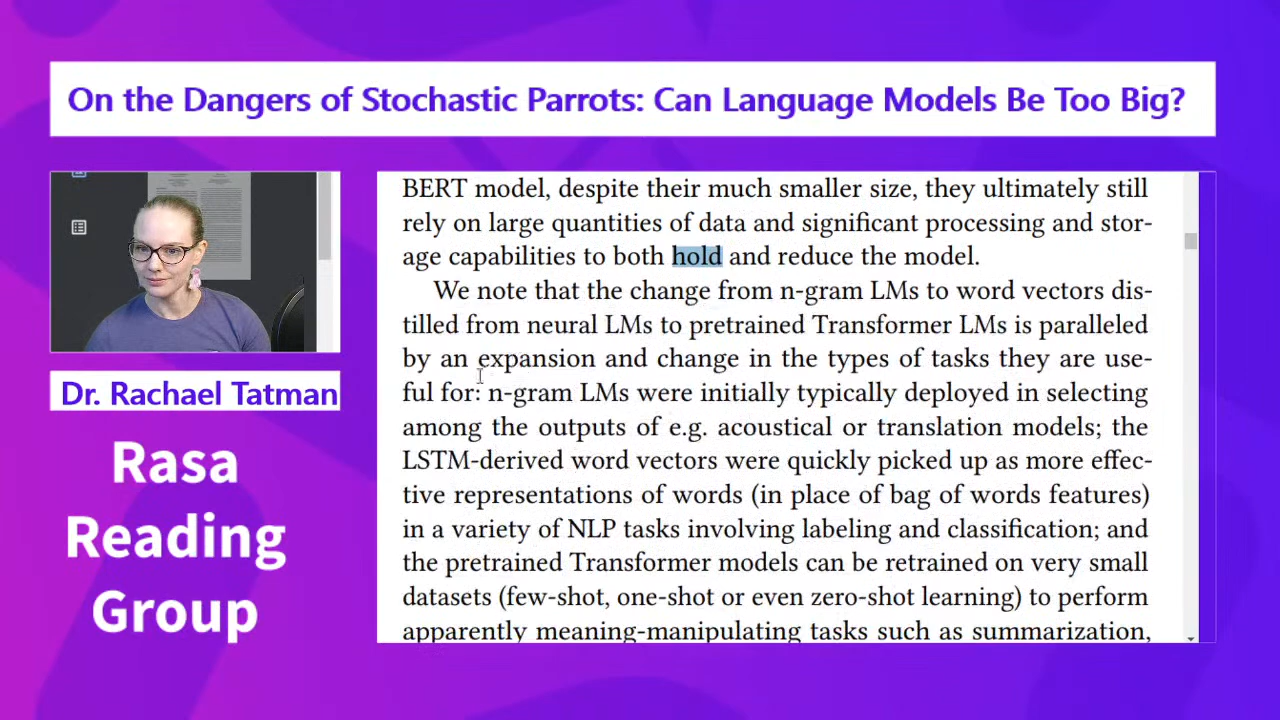 On the Dangers of Stochastic Parrots: Can Language Models Be Too Big?
Dr. Rachael Tatman
Rasa
Reading
Group
BERT model, despite their much smaller size, they ultimately still
rely on large quantities of data and significant processing and stor-
age capabilities to both hold and reduce the model.
We note that the change from n-gram LMs to word vectors dis-
tilled from neural LMs to pretrained Transformer LMs is paralleled
by an expansion and change in the types of tasks they are use-
ful for: n-gram LMs were initially typically deployed in selecting
among the outputs of e.g. acoustical or translation models; the
LSTM-derived word vectors were quickly picked up as more effec-
tive representations of words (in place of bag of words features)
in a variety of NLP tasks involving labeling and classification; and
the pretrained Transformer models can be retrained on very small
datasets (few-shot, one-shot or even zero-shot learning) to perform
apparently meaning-manipulating tasks such as summarization,